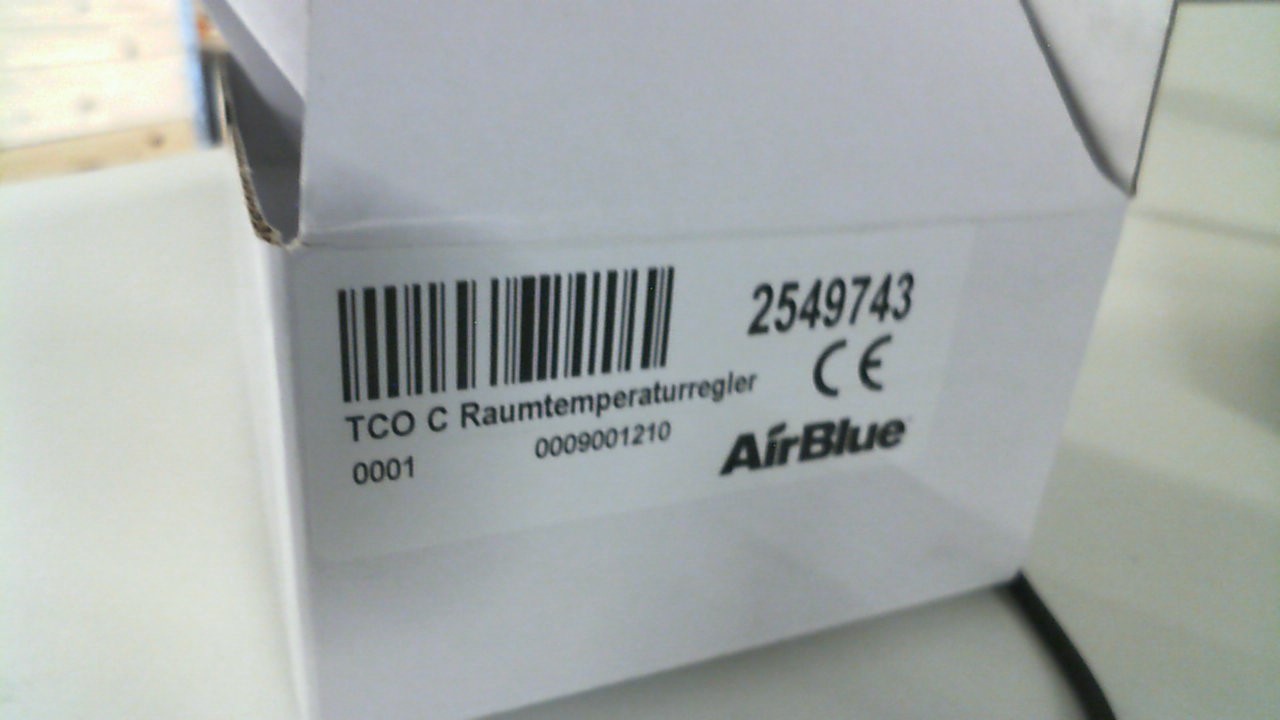 2549743
CE
TCO C Raumtemperaturregler
0001 0009001210
AirBlue